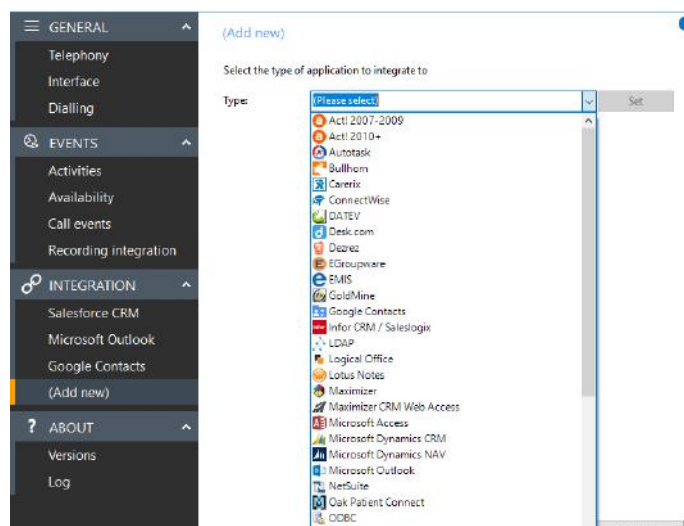 GENERAL
Telephony
Interface
Dialling
EVENTS
Activities
Availability
Call events
Recording integration
INTEGRATION
Salesforce CRM
Microsoft Outlook
Google Contacts
(Add new)
? ABOUT
Versions
Log
(Add new)
Select the type of application to integrate to
Type: (Please select) Set
Act! 2007-2009
Act! 2010+
Autotask
Bullhorn
Carerix
ConnectWise
DATEV
Desk.com
Dezrez
EGroupware
EMIS
GoldMine
Google Contacts
Infor CRM / Saleslogix
LDAP
Logical Office
Lotus Notes
Maximizer
Maximizer CRM Web Access
Microsoft Access
Microsoft Dynamics CRM
Microsoft Dynamics NAV
Microsoft Outlook
NetSuite
Oak Patient Connect
ODBC